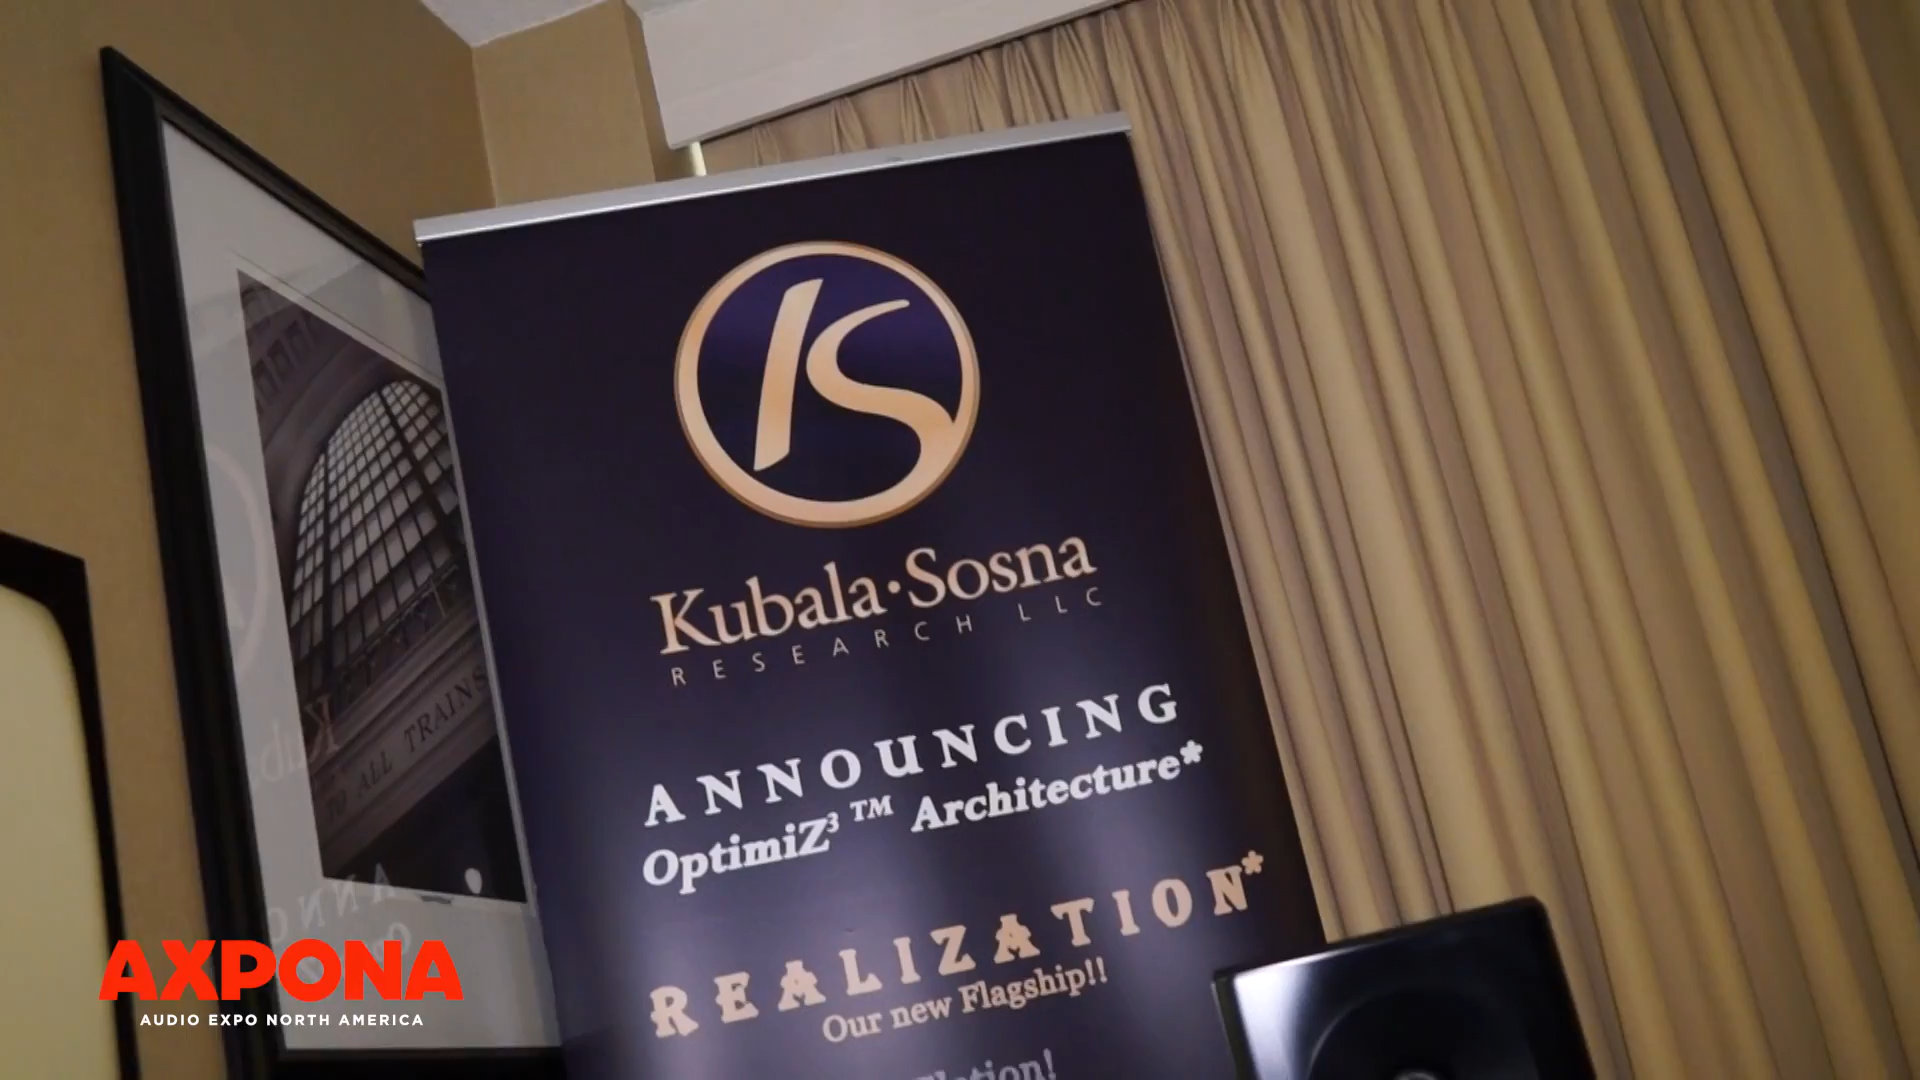 KS
Kubala·Sosna
RESEARCH LLC
ANNOUNCING
OptimiZ³ ™ Architecture*
REALIZATION*
Our new Flagship!!
TO ALL TRAINS
AXPONA
AUDIO EXPO NORTH AMERICA